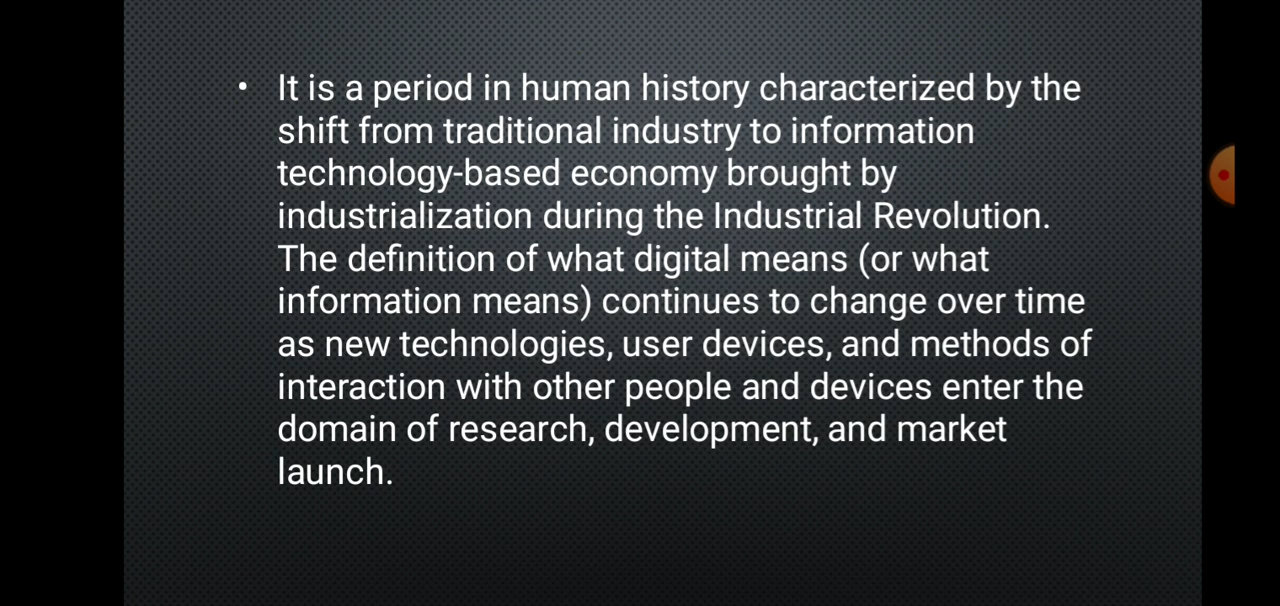 • It is a period in human history characterized by the
shift from traditional industry to information
technology-based economy brought by
industrialization during the Industrial Revolution.
The definition of what digital means (or what
information means) continues to change over time
as new technologies, user devices, and methods of
interaction with other people and devices enter the
domain of research, development, and market
launch.